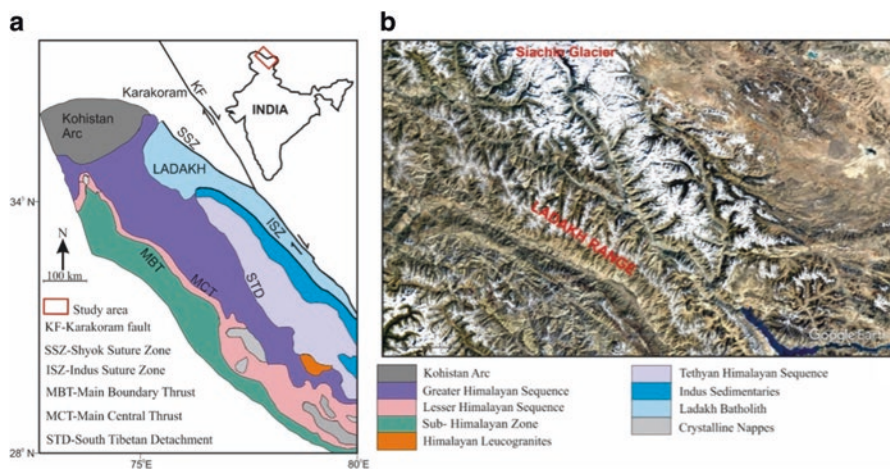 a
Karakoram
KF
INDIA
Kohistan
Arc
SSZ
LADAKH
34° N
ISZ
N
100 km
MBT
MCT
STD
Study area
KF-Karakoram fault
SSZ-Shyok Suture Zone
ISZ-Indus Suture Zone
MBT-Main Boundary Thrust
MCT-Main Central Thrust
STD-South Tibetan Detachment
28° N
75°E
80°E
b
Siachin Glacier
LADAKH RANGE
Google Earth
Kohistan Arc
Greater Himalayan Sequence
Lesser Himalayan Sequence
Sub- Himalayan Zone
Himalayan Leucogranites
Tethyan Himalayan Sequence
Indus Sedimentaries
Ladakh Batholith
Crystalline Nappes